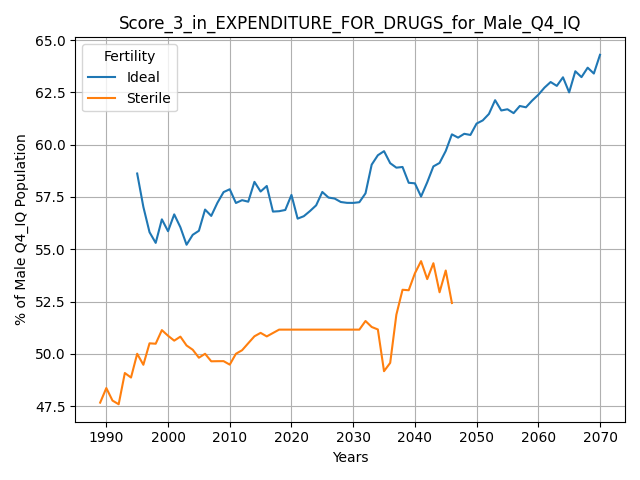 Score_3_in_EXPENDITURE_FOR_DRUGS_for_Male_Q4_IQ
Fertility
Ideal
Sterile
% of Male Q4_IQ Population
65.0
62.5
60.0
57.5
55.0
52.5
50.0
47.5
1990 2000 2010 2020 2030 2040 2050 2060 2070
Years